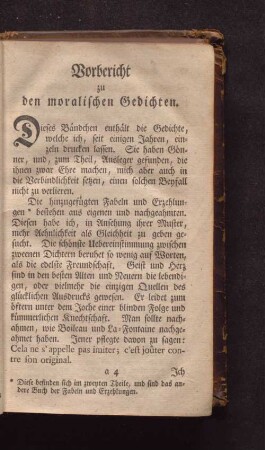 Vorbericht
zu
den moralischen Gedichten.
Dieses Bändchen enthält die Gedichte,
welche ich, seit einigen Jahren, ein-
zeln drucken lassen. Sie haben Gön-
ner, und, zum Theil, Ausleger gefunden, die
ihnen zwar Ehre machen, mich aber auch in
die Verbindlichkeit setzen, einen solchen Beyfall
nicht zu verlieren.
Die hinzugefügten Fabeln und Erzehlun-
gen * bestehen aus eigenen und nachgeahmten.
Diesen habe ich, in Ansehung ihrer Muster,
mehr Aehnlichkeit als Gleichheit zu geben ge-
sucht. Die schönste Uebereinstimmung zwischen
zweenen Dichtern beruhet so wenig auf Worten,
als die edelste Freundschaft. Geist und Herz
sind in den besten Alten und Neuern die lebendi-
gen, oder vielmehr die einzigen Quellen des
glücklichen Ausdrucks gewesen. Er leidet zum
öftern unter dem Joche einer blinden Folge und
kümmerlichen Knechtschaft. Man sollte nach-
ahmen, wie Boileau und La-Fontaine nachge-
ahmet haben. Jener pflegte davon zu sagen:
Cela ne s'appelle pas imiter; c'est joûter con-
tre son original.
a 4 Ich
* Diese befinden sich im zweyten Theile, und sind das an-
dere Buch der Fabeln und Erzehlungen.